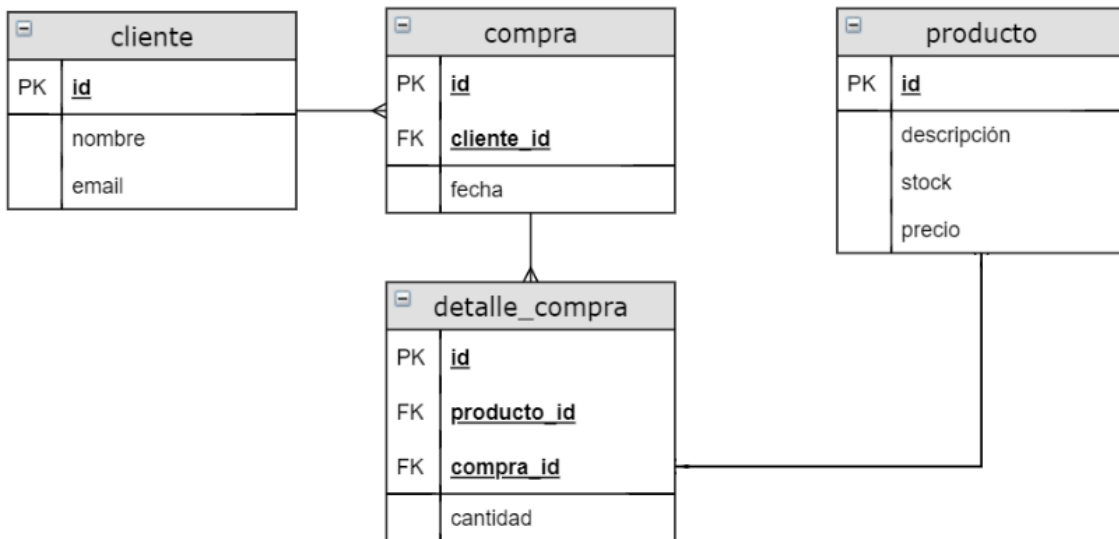 cliente
PK id
nombre
email
compra
PK id
FK cliente_id
fecha
producto
PK id
descripción
stock
precio
detalle_compra
PK id
FK producto_id
FK compra_id
cantidad